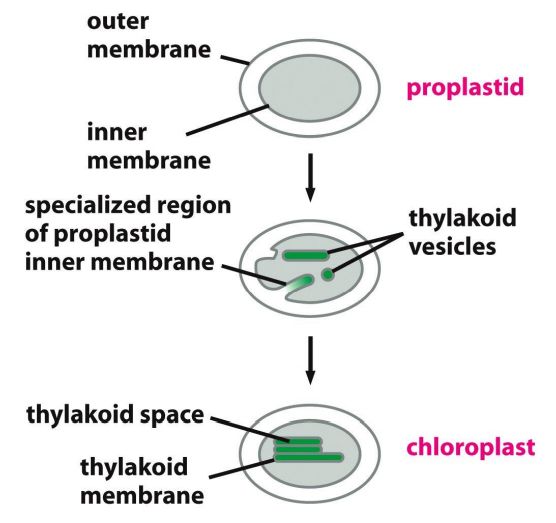 outer
membrane
proplastid
inner
membrane
specialized region
of proplastid
inner membrane
thylakoid
vesicles
thylakoid space
chloroplast
thylakoid
membrane